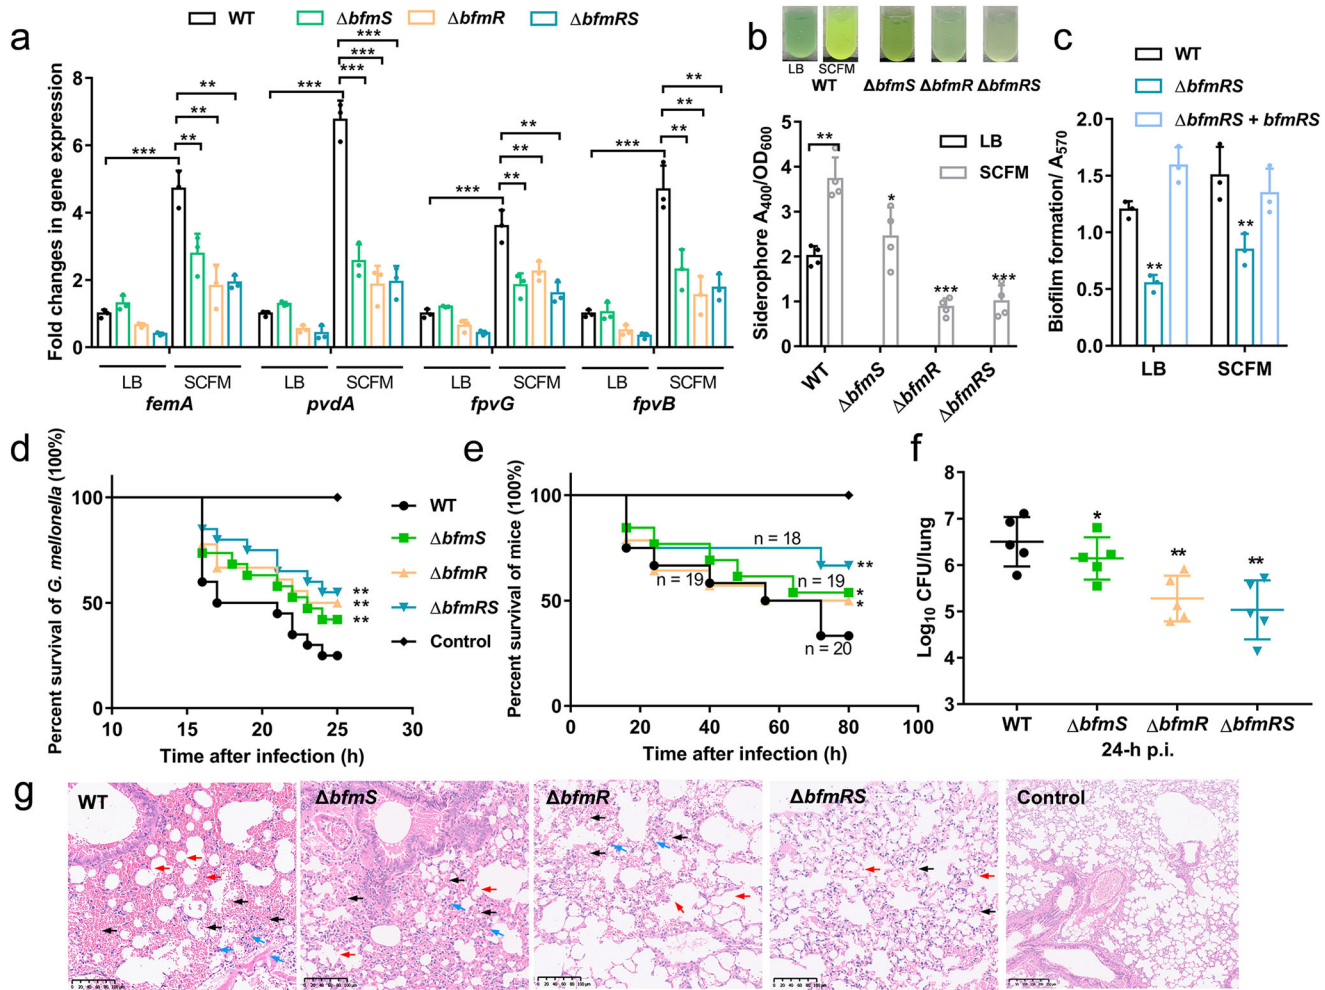 a
WT
ΔbfmS
ΔbfmR
ΔbfmRS
Fold changes in gene expression
8
6
4
2
0
***
**
**
**
***
***
***
***
***
**
**
**
***
**
**
**
***
LB
SCFM
LB
SCFM
LB
SCFM
LB
SCFM
femA
pvdA
fpvG
fpvB
b
LB
SCFM
WT
ΔbfmS
ΔbfmR
ΔbfmRS
Siderophore A400/OD600
5
4
3
2
1
0
**
*
***
***
LB
SCFM
WT
ΔbfmS
ΔbfmR
ΔbfmRS
c
WT
ΔbfmRS
ΔbfmRS + bfmRS
Biofilm formation/ A570
2.0
1.5
1.0
0.5
0.0
**
**
LB
SCFM
d
Percent survival of G. mellonella (100%)
100
50
0
10
15
20
25
30
Time after infection (h)
**
**
**
WT
ΔbfmS
ΔbfmR
ΔbfmRS
Control
e
Percent survival of mice (100%)
100
50
0
0
20
40
60
80
100
Time after infection (h)
n = 18
n = 19
n = 19
n = 20
**
*
*
f
Log10 CFU/lung
8
7
6
5
4
3
*
**
**
WT
ΔbfmS
ΔbfmR
ΔbfmRS
24-h p.i.
g
WT
ΔbfmS
ΔbfmR
ΔbfmRS
Control